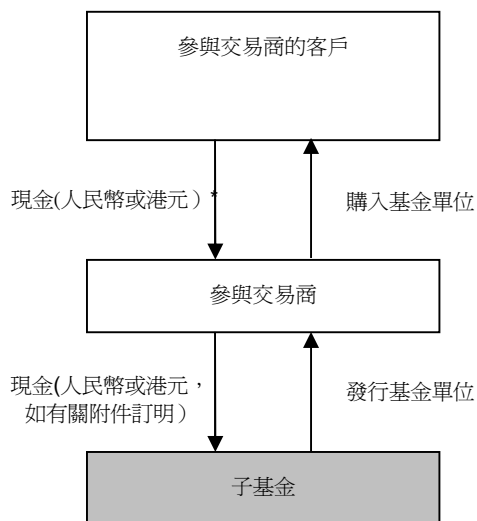 參與交易商的客戶
現金(人民幣或港元）*
購入基金單位
參與交易商
現金(人民幣或港元，
如有關附件訂明）
發行基金單位
子基金